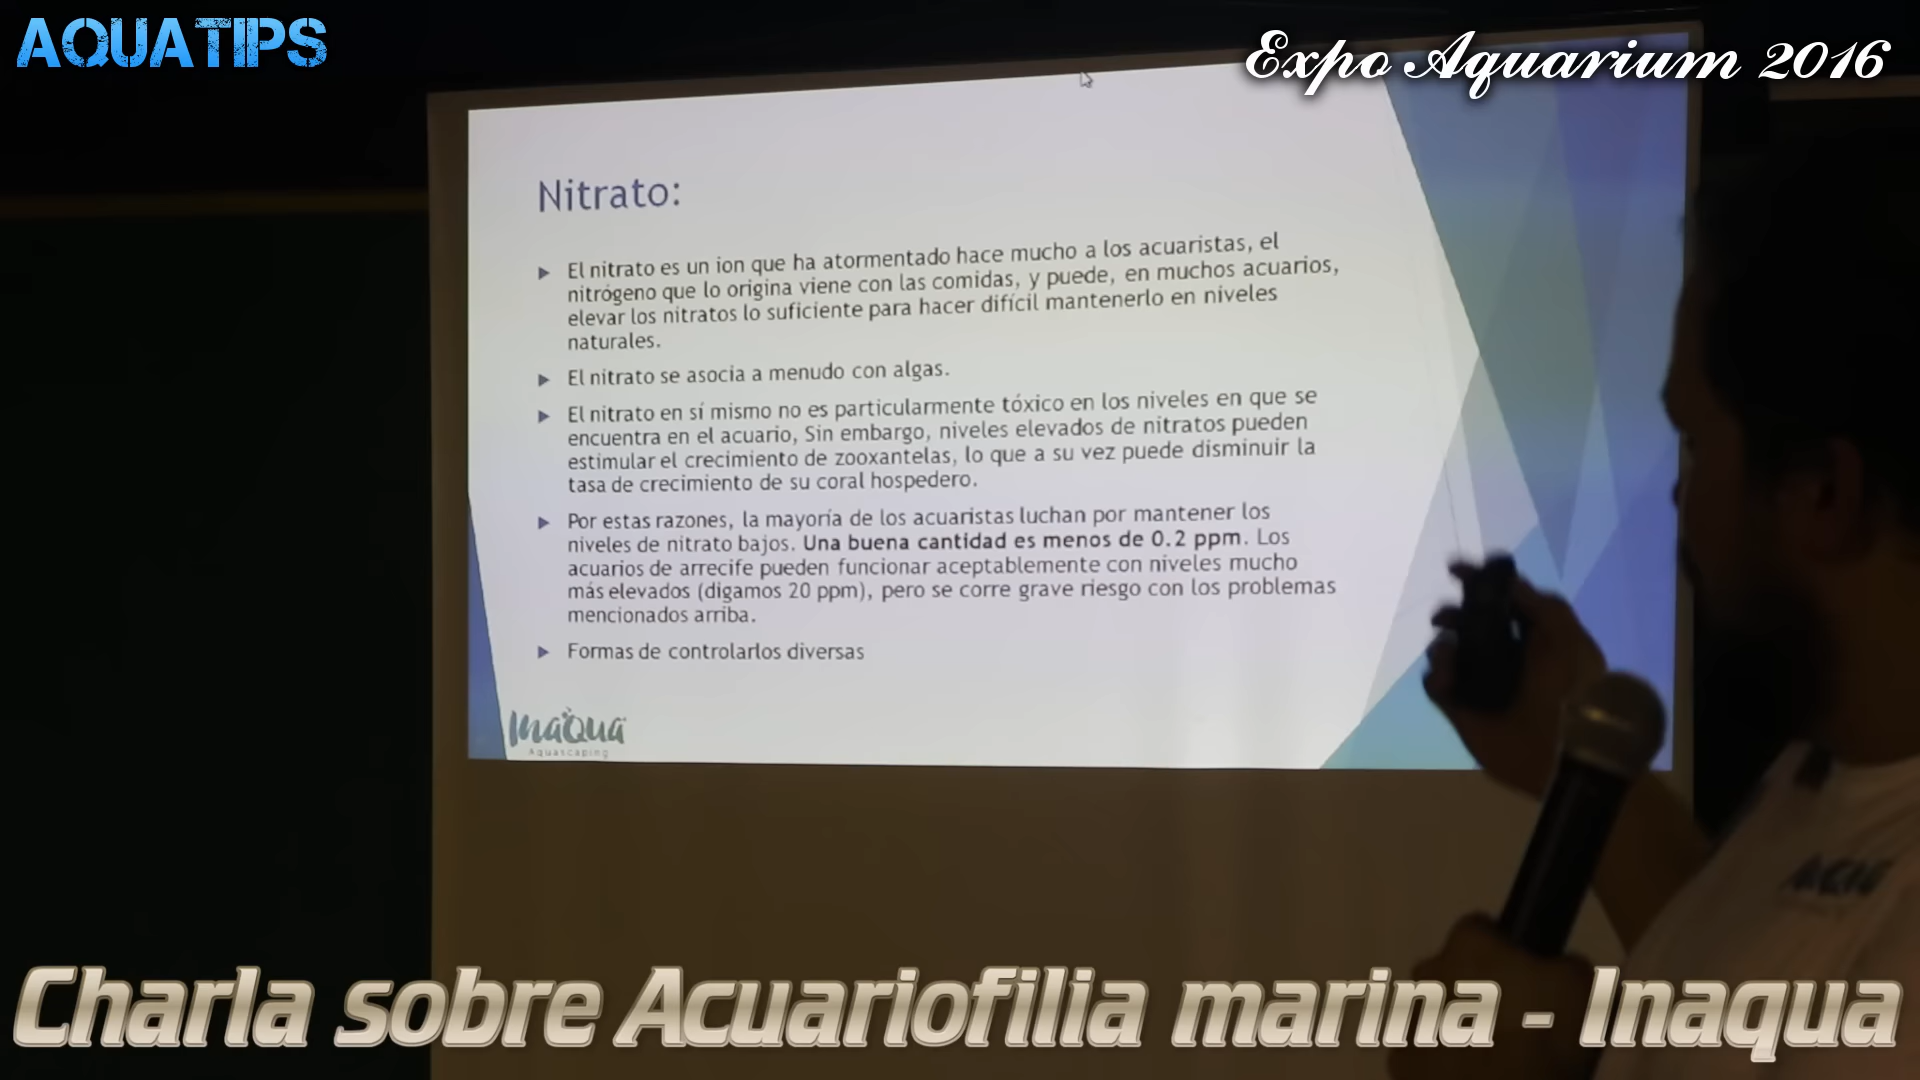 AQUATIPS
Expo Aquarium 2016
Nitrato:
El nitrato es un ion que ha atormentado hace mucho a los acuaristas, el
nitrógeno que lo origina viene con las comidas, y puede, en muchos acuarios,
elevar los nitratos lo suficiente para hacer difícil mantenerlo en niveles
naturales.
El nitrato se asocia a menudo con algas.
El nitrato en sí mismo no es particularmente tóxico en los niveles en que se
encuentra en el acuario, Sin embargo, niveles elevados de nitratos pueden
estimular el crecimiento de zooxantelas, lo que a su vez puede disminuir la
tasa de crecimiento de su coral hospedero.
Por estas razones, la mayoría de los acuaristas luchan por mantener los
niveles de nitrato bajos. Una buena cantidad es menos de 0.2 ppm. Los
acuarios de arrecife pueden funcionar aceptablemente con niveles mucho
más elevados (digamos 20 ppm), pero se corre grave riesgo con los problemas
mencionados arriba.
Formas de controlarlos diversas
InaQua
Aquascaping
Charla sobre Acuariofilia marina - Inaqua